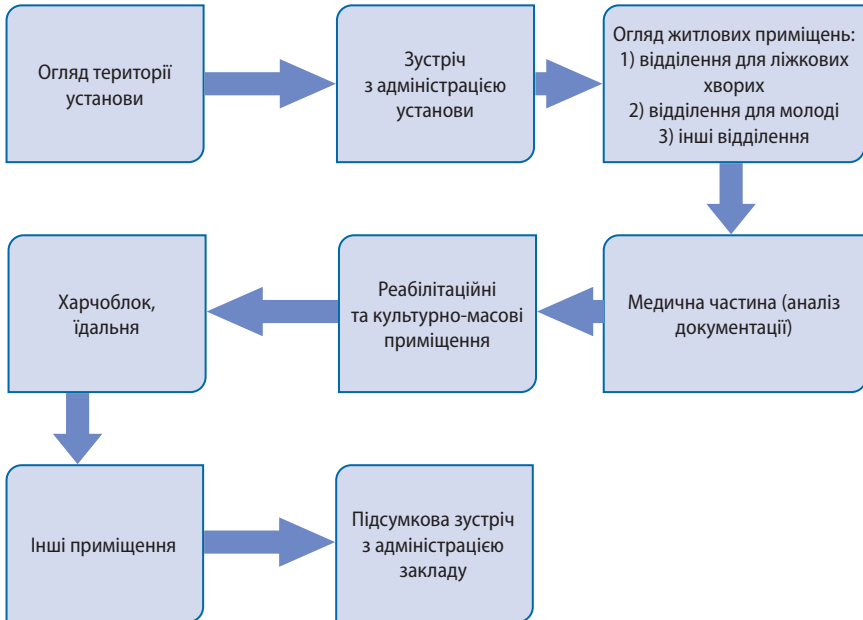 Огляд території
установи
Зустріч
з адміністрацією
установи
Огляд житлових приміщень:
1) відділення для ліжкових
хворих
2) відділення для молоді
3) інші відділення
Медична частина (аналіз
документації)
Реабілітаційні
та культурно-масові
приміщення
Харчоблок,
їдальня
Інші приміщення
Підсумкова зустріч
з адміністрацією
закладу